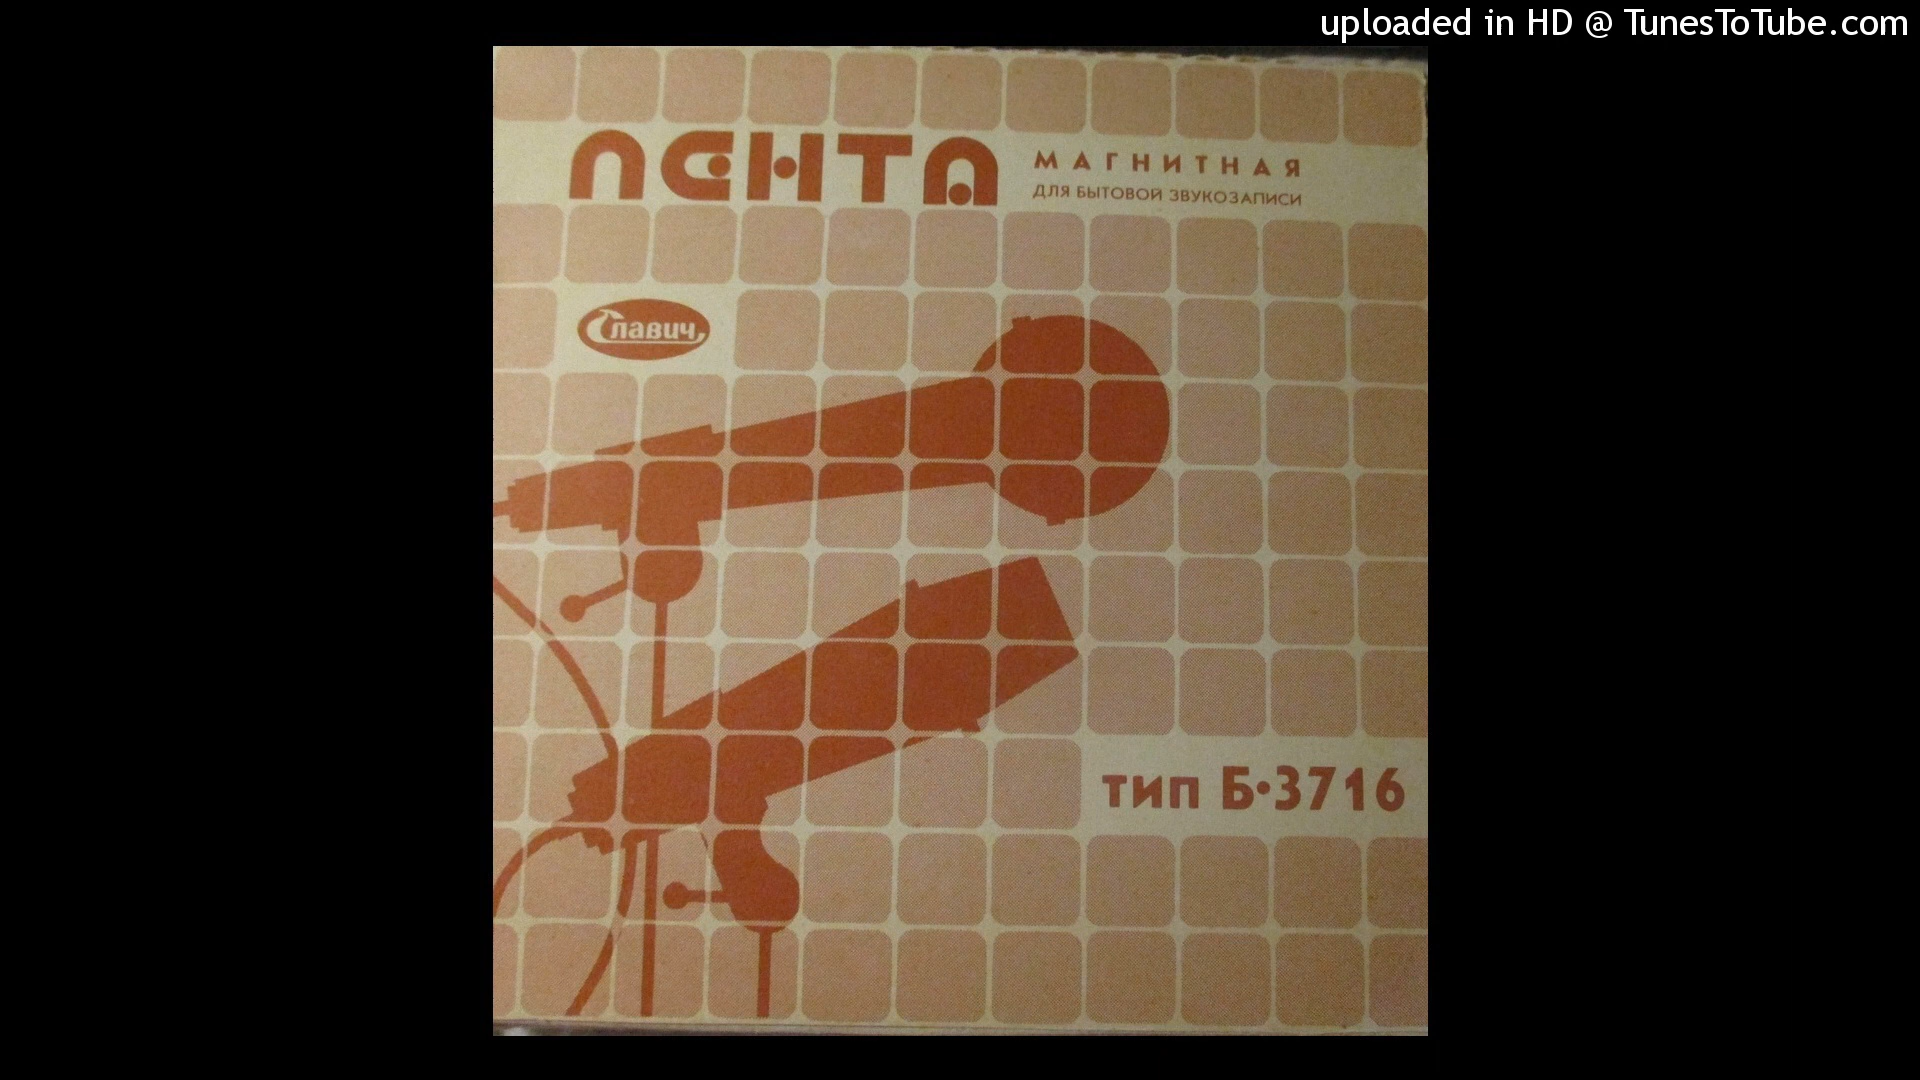 uploaded in HD @ TunesToTube.com
ЛЕНТА
МАГНИТНАЯ
ДЛЯ БЫТОВОЙ ЗВУКОЗАПИСИ
Славич
тип Б•3716